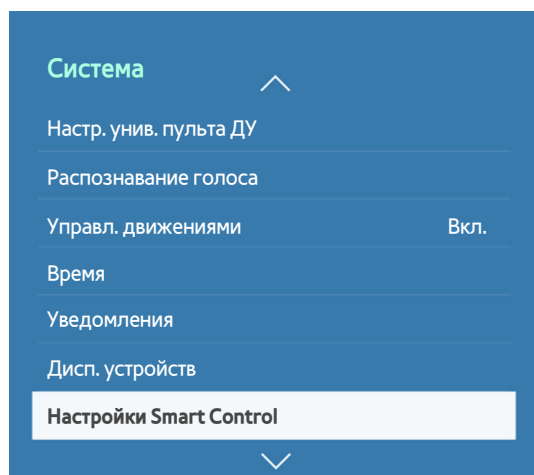 Система
Настр. унив. пульта ДУ
Распознавание голоса
Управл. движениями Вкл.
Время
Уведомления
Дисп. устройств
Настройки Smart Control